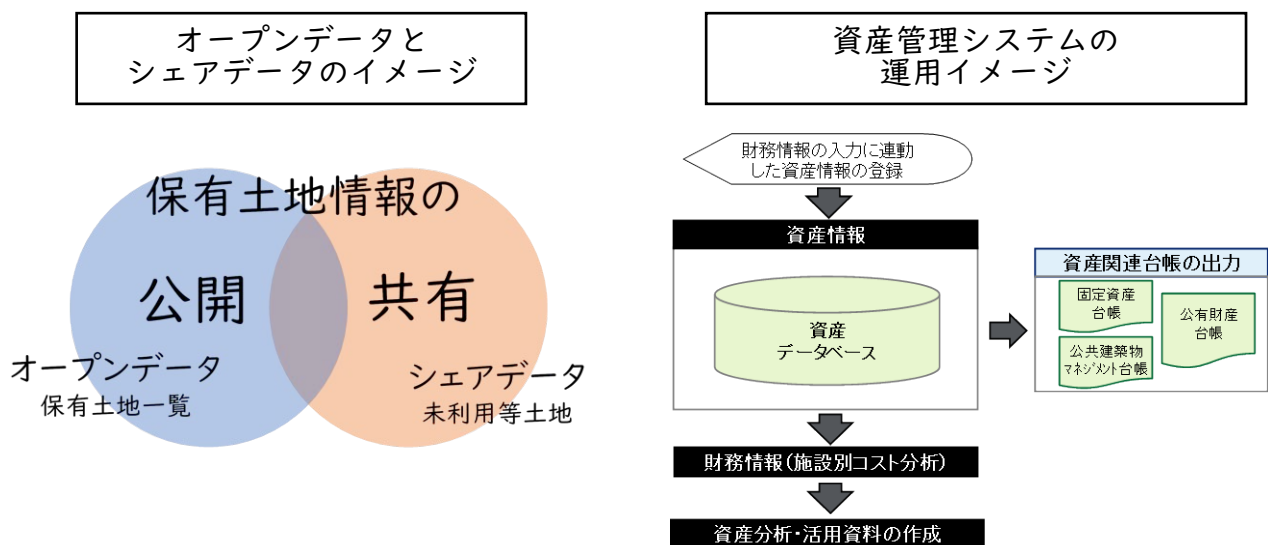 オープンデータと
シェアデータのイメージ
保有土地情報の
公開
共有
オープンデータ
保有土地一覧
シェアデータ
未利用等土地
資産管理システムの
運用イメージ
財務情報の入力に連動
した資産情報の登録
資産情報
資産
データベース
資産関連台帳の出力
固定資産
台帳
公有財産
台帳
公共建築物
マネジメント台帳
財務情報(施設別コスト分析)
資産分析・活用資料の作成